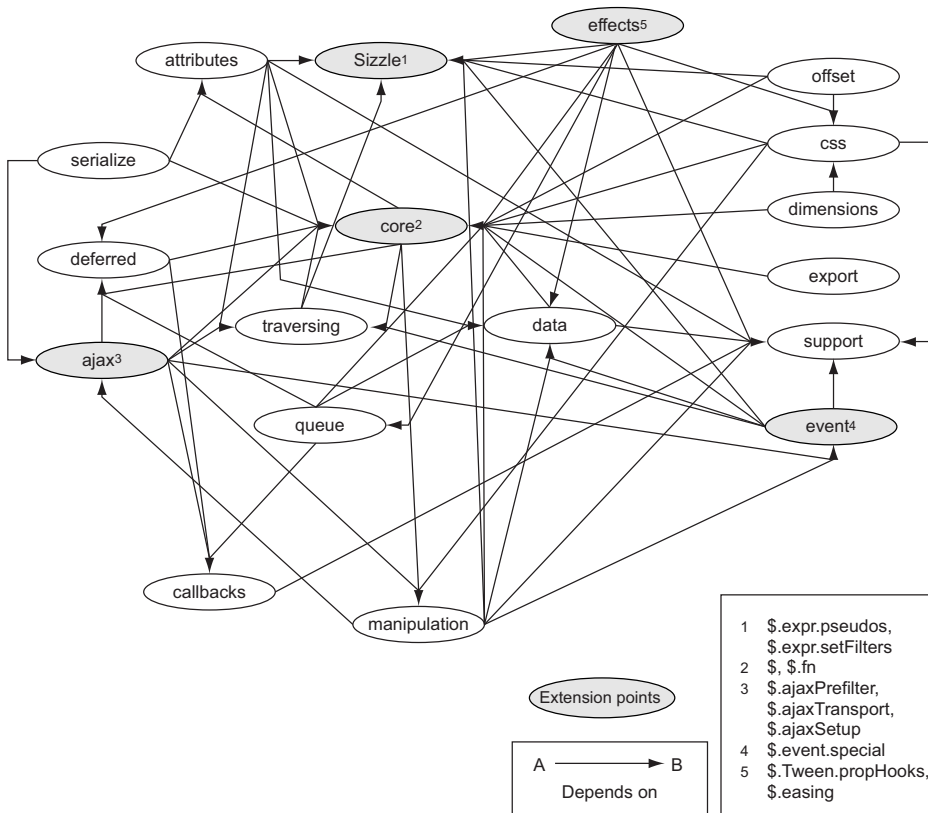 effects5
attributes
Sizzle1
offset
css
serialize
dimensions
core2
deferred
export
traversing
data
support
ajax3
queue
event4
callbacks
manipulation
Extension points
A
B
Depends on
1 $.expr.pseudos,
$.expr.setFilters
2 $, $.fn
3 $.ajaxPrefilter,
$.ajaxTransport,
$.ajaxSetup
4 $.event.special
5 $.Tween.propHooks,
$.easing